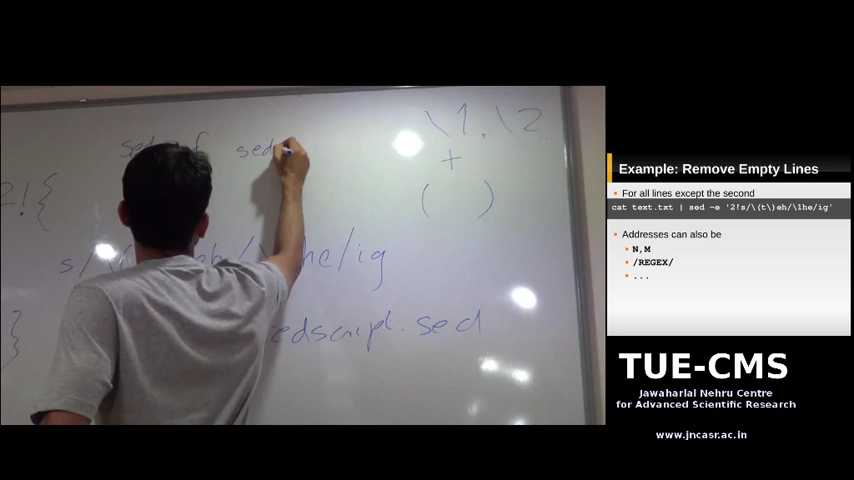 sed f sed
\1, \2
2!{
+
( )
s/\ eh/\1he/ig
}
edscript.sed
Example: Remove Empty Lines
For all lines except the second
cat text.txt | sed -e '2!s/\(t\)eh/\1he/ig'
Addresses can also be
N,M
/REGEX/
...
TUE-CMS
Jawaharlal Nehru Centre
for Advanced Scientific Research
www.jncasr.ac.in